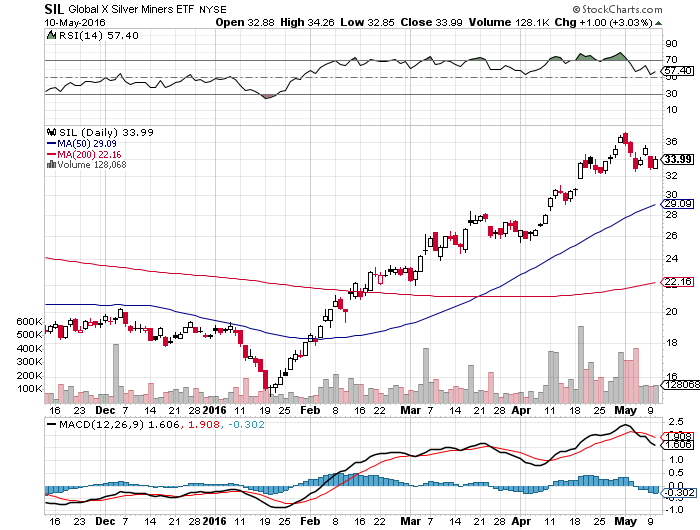 SIL Global X Silver Miners ETF NYSE
© StockCharts.com
10-May-2016
Open 32.88 High 34.26 Low 32.85 Close 33.99 Volume 128.1K Chg +1.00 (+3.03%)
RSI(14) 57.40
90
70
57.40
50
30
10
SIL (Daily) 33.99
MA(50) 29.09
MA(200) 22.16
Volume 128,068
36
33.99
32
30
29.09
28
26
24
22.16
20
18
16
600K
500K
400K
300K
200K
100K
128068
16 23 Dec 7 14 21 28 2016 11 19 25 Feb 8 16 22 Mar 7 14 21 28 Apr 11 18 25 May 9
MACD(12,26,9) 1.606, 1.908, -0.302
2.5
1.908
1.606
1.0
0.5
0.0
-0.302
-1.0
16 23 Dec 7 14 21 28 2016 11 19 25 Feb 8 16 22 Mar 7 14 21 28 Apr 11 18 25 May 9